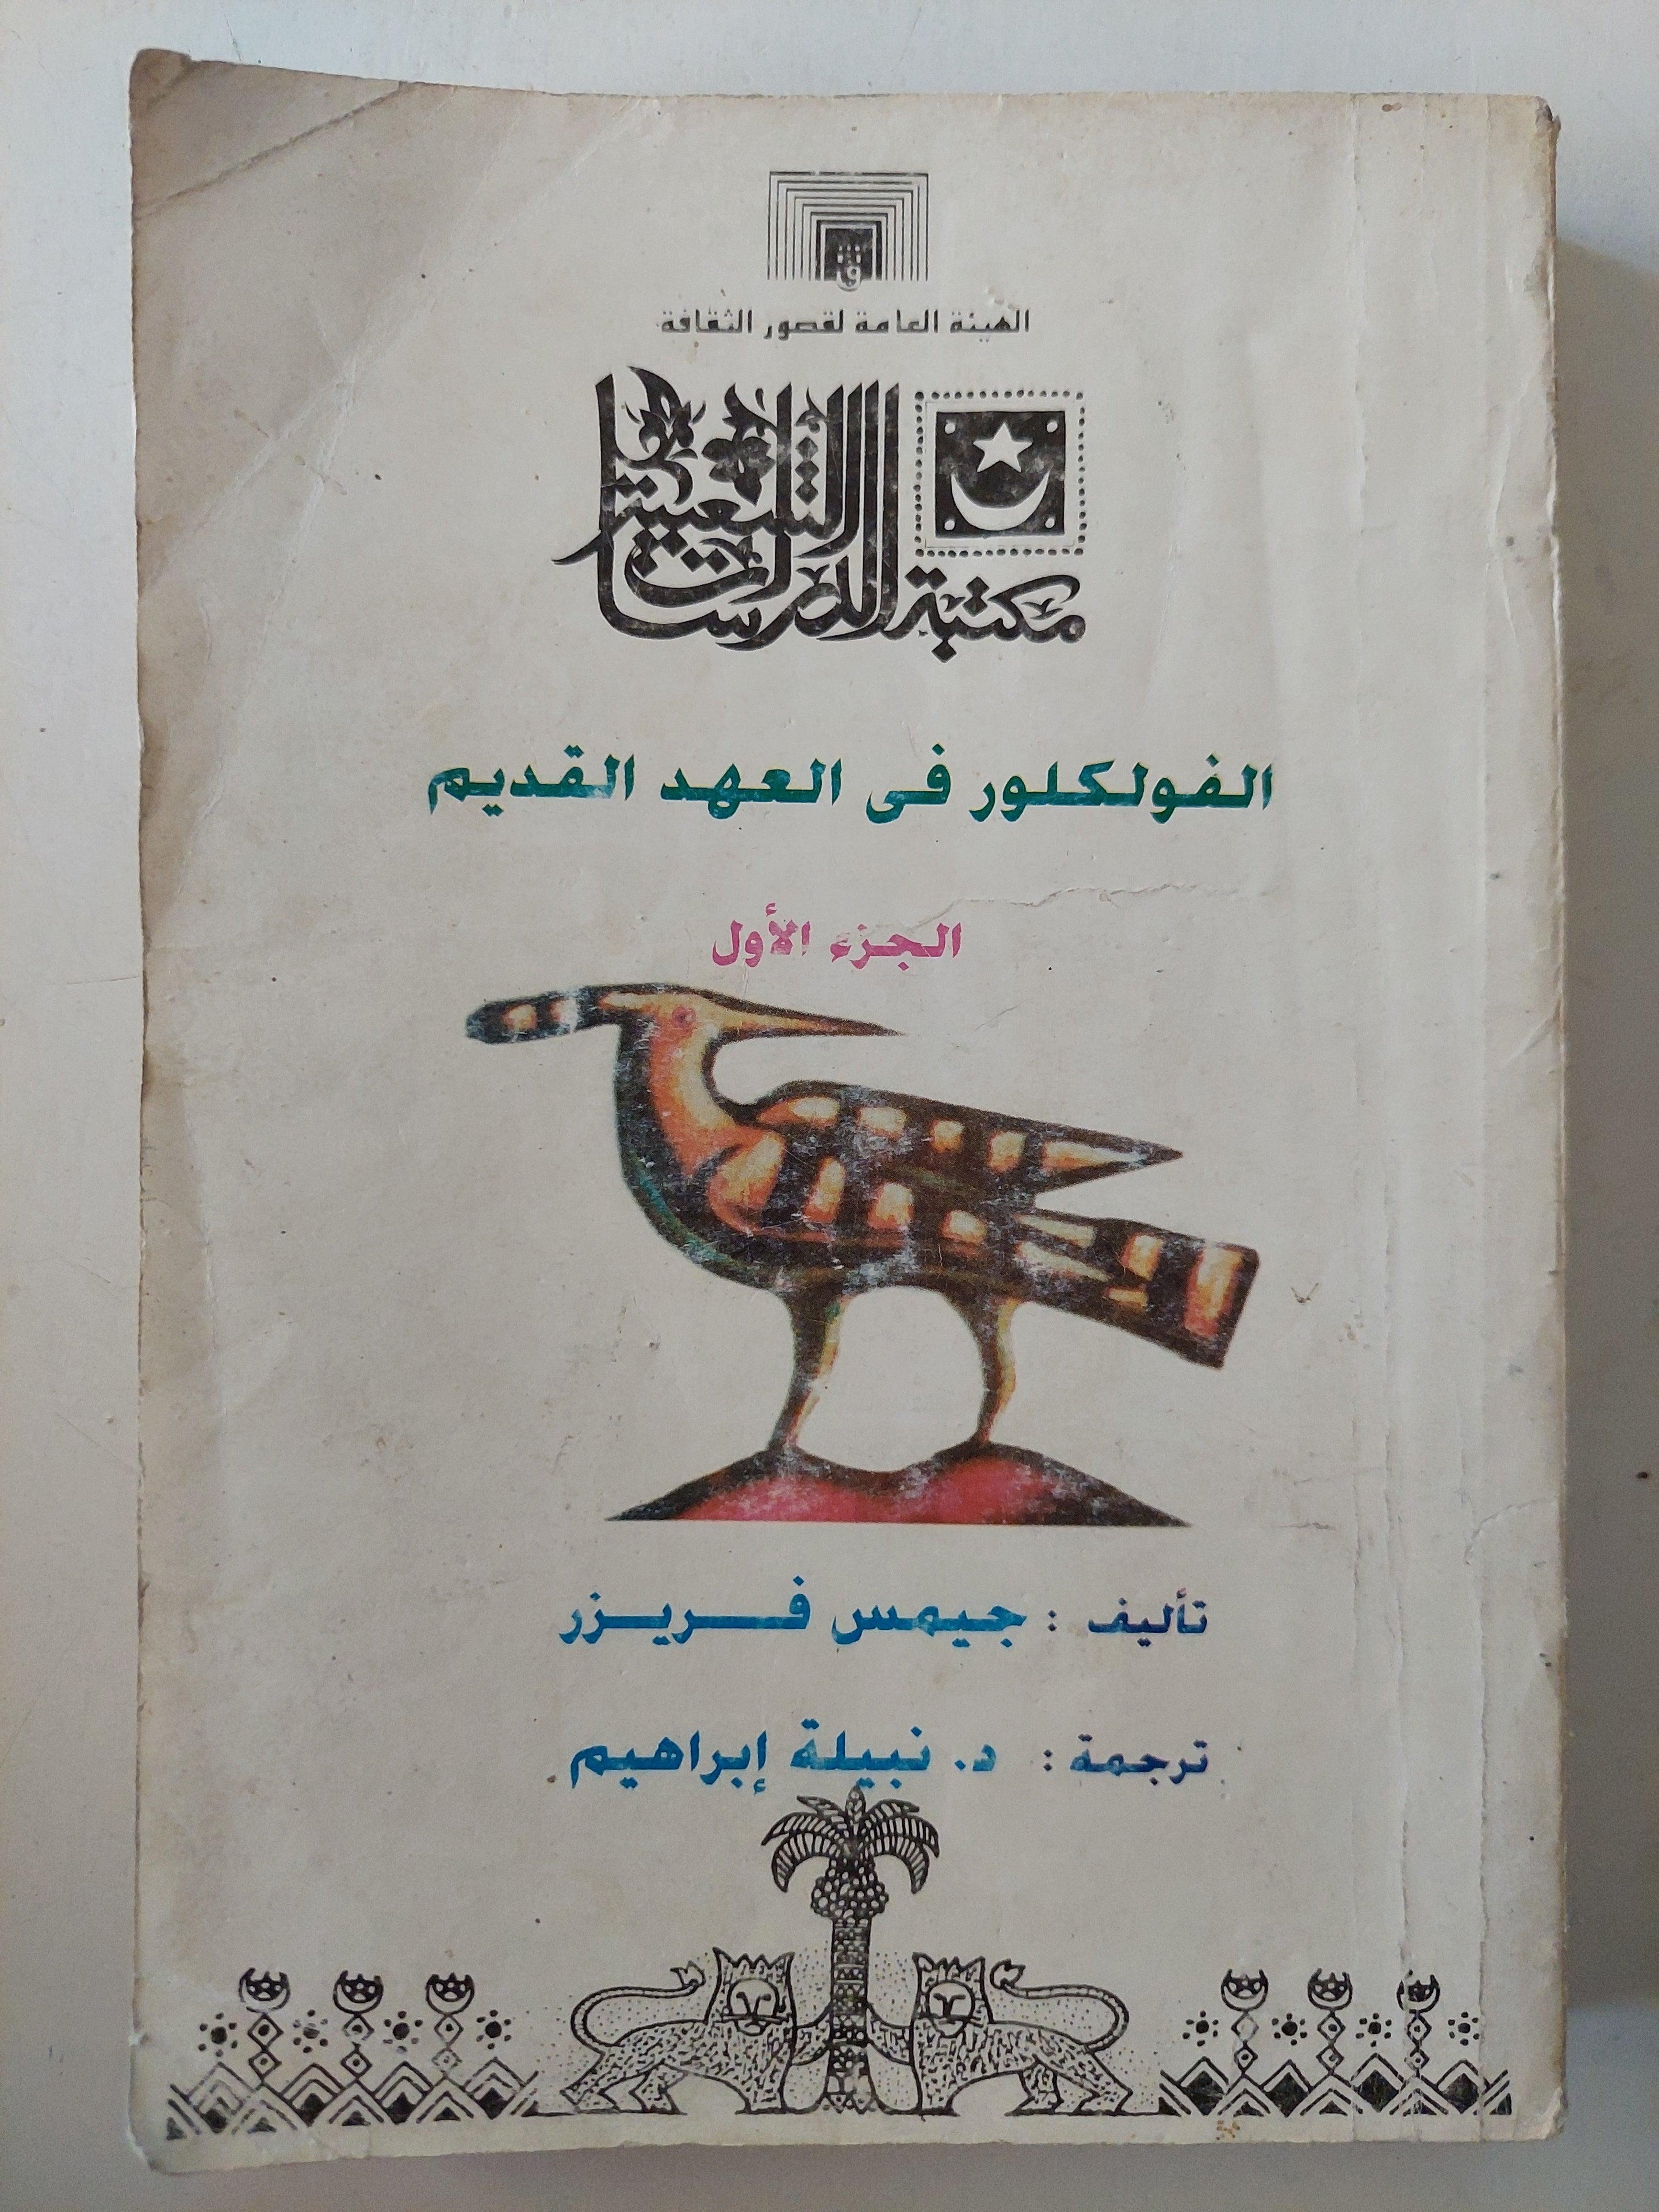 الهيئة العامة لقصور الثقافة
مكتبة الدراسات الشعبية
الفولكلور فى العهد القديم
الجزء الأول
تأليف : جيمس فريزر
ترجمة : د. نبيلة إبراهيم